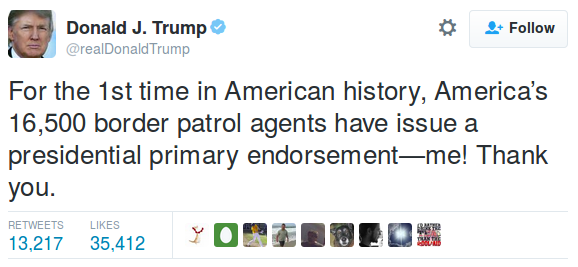 Donald J. Trump
@realDonaldTrump
Follow
For the 1st time in American history, America's
16,500 border patrol agents have issue a
presidential primary endorsement—me! Thank
you.
RETWEETS LIKES
13,217 35,412